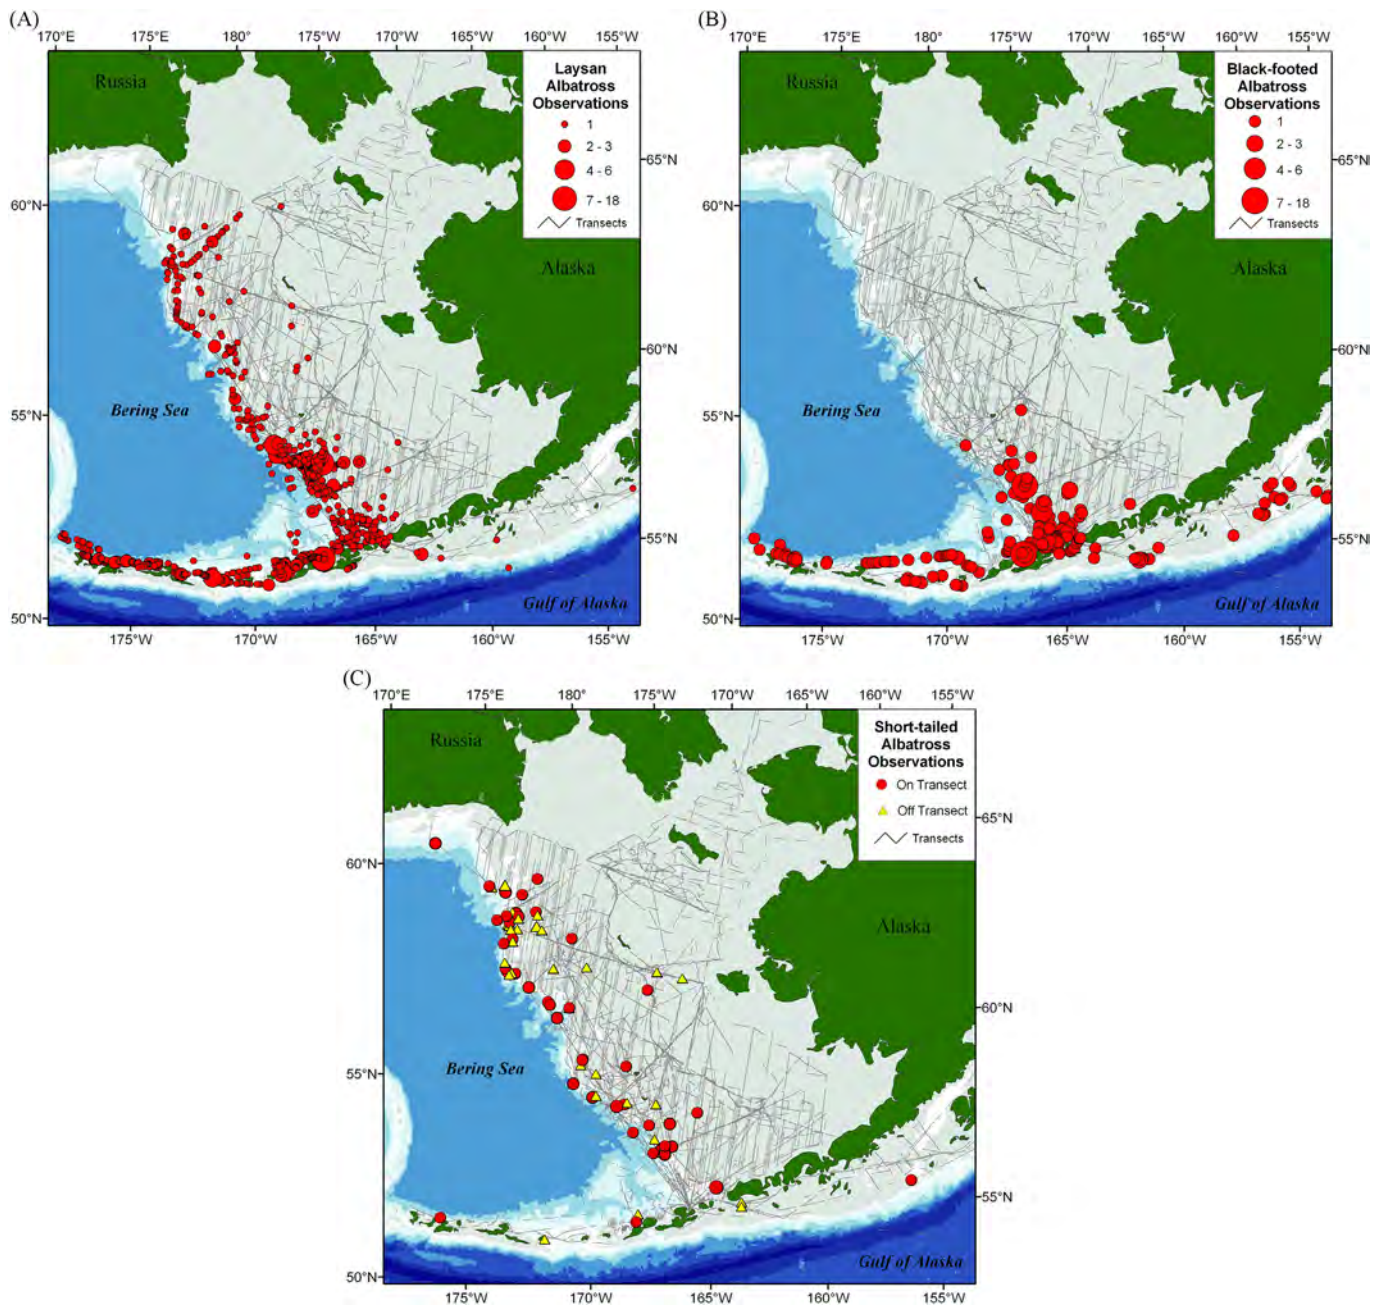 (A)
170°E 175°E 180° 175°W 170°W 165°W 160°W 155°W
Russia
Laysan
Albatross
Observations
1
2 - 3
4 - 6
7 - 18
Transects
65°N
60°N
Alaska
60°N
Bering Sea
55°N
55°N
50°N
Gulf of Alaska
175°W 170°W 165°W 160°W 155°W
(B)
170°E 175°E 180° 175°W 170°W 165°W 160°W 155°W
Russia
Black-footed
Albatross
Observations
1
2 - 3
4 - 6
7 - 18
Transects
65°N
60°N
Alaska
60°N
Bering Sea
55°N
55°N
50°N
Gulf of Alaska
175°W 170°W 165°W 160°W 155°W
(C)
170°E 175°E 180° 175°W 170°W 165°W 160°W 155°W
Russia
Short-tailed
Albatross
Observations
On Transect
Off Transect
Transects
65°N
60°N
Alaska
60°N
Bering Sea
55°N
55°N
50°N
Gulf of Alaska
175°W 170°W 165°W 160°W 155°W